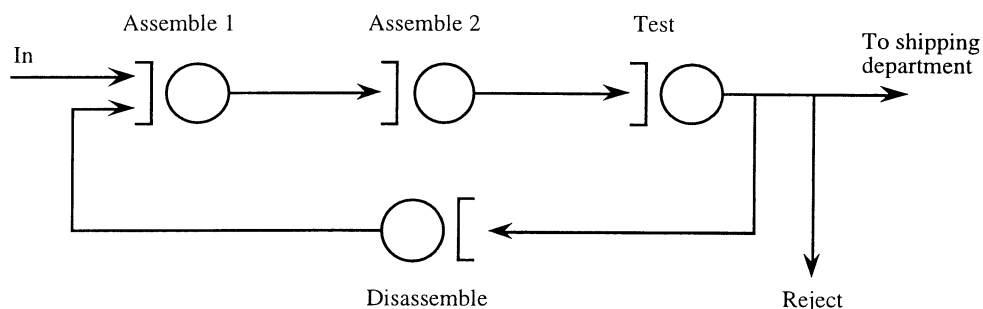 Assemble 1
Assemble 2
Test
In
To shipping
department
Disassemble
Reject